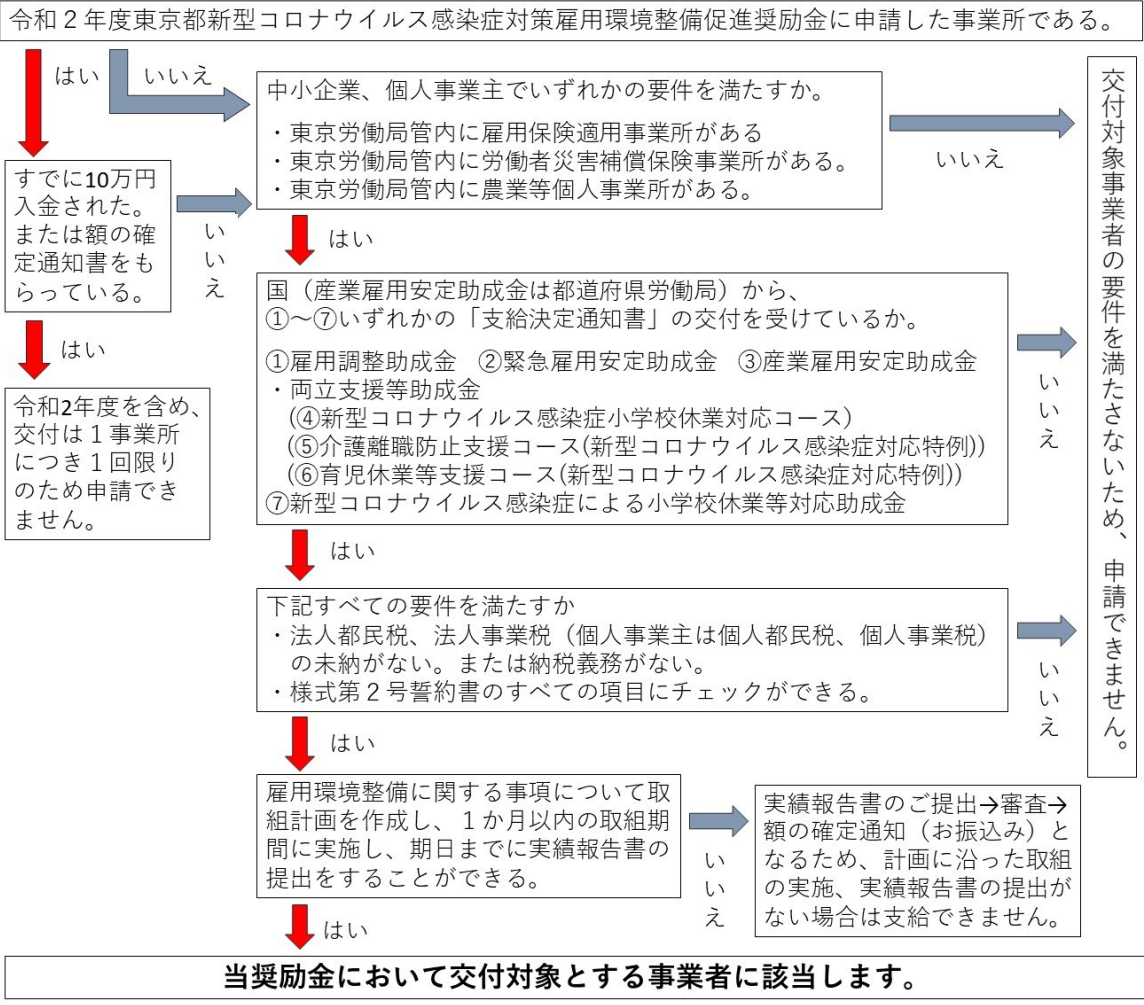 令和２年度東京都新型コロナウイルス感染症対策雇用環境整備促進奨励金に申請した事業所である。
はい
いいえ
すでに10万円
入金された。
または額の確
定通知書をも
らっている。
いいえ
はい
令和2年度を含め、
交付は１事業所
につき１回限り
のため申請でき
ません。
中小企業、個人事業主でいずれかの要件を満たすか。
・東京労働局管内に雇用保険適用事業所がある
・東京労働局管内に労働者災害補償保険事業所がある。
・東京労働局管内に農業等個人事業所がある。
いいえ
はい
国（産業雇用安定助成金は都道府県労働局）から、
①～⑦いずれかの「支給決定通知書」の交付を受けているか。
①雇用調整助成金　②緊急雇用安定助成金　③産業雇用安定助成金
・両立支援等助成金
（④新型コロナウイルス感染症小学校休業対応コース）
（⑤介護離職防止支援コース(新型コロナウイルス感染症対応特例)）
（⑥育児休業等支援コース(新型コロナウイルス感染症対応特例)）
⑦新型コロナウイルス感染症による小学校休業等対応助成金
いいえ
はい
下記すべての要件を満たすか
・法人都民税、法人事業税（個人事業主は個人都民税、個人事業税）
の未納がない。または納税義務がない。
・様式第２号誓約書のすべての項目にチェックができる。
いいえ
はい
交付対象事業者の要件を満たさないため、申請できません。
雇用環境整備に関する事項について取
組計画を作成し、１か月以内の取組期
間に実施し、期日までに実績報告書の
提出をすることができる。
いいえ
実績報告書のご提出→審査→
額の確定通知（お振込み）と
なるため、計画に沿った取組
の実施、実績報告書の提出が
ない場合は支給できません。
はい
当奨励金において交付対象とする事業者に該当します。